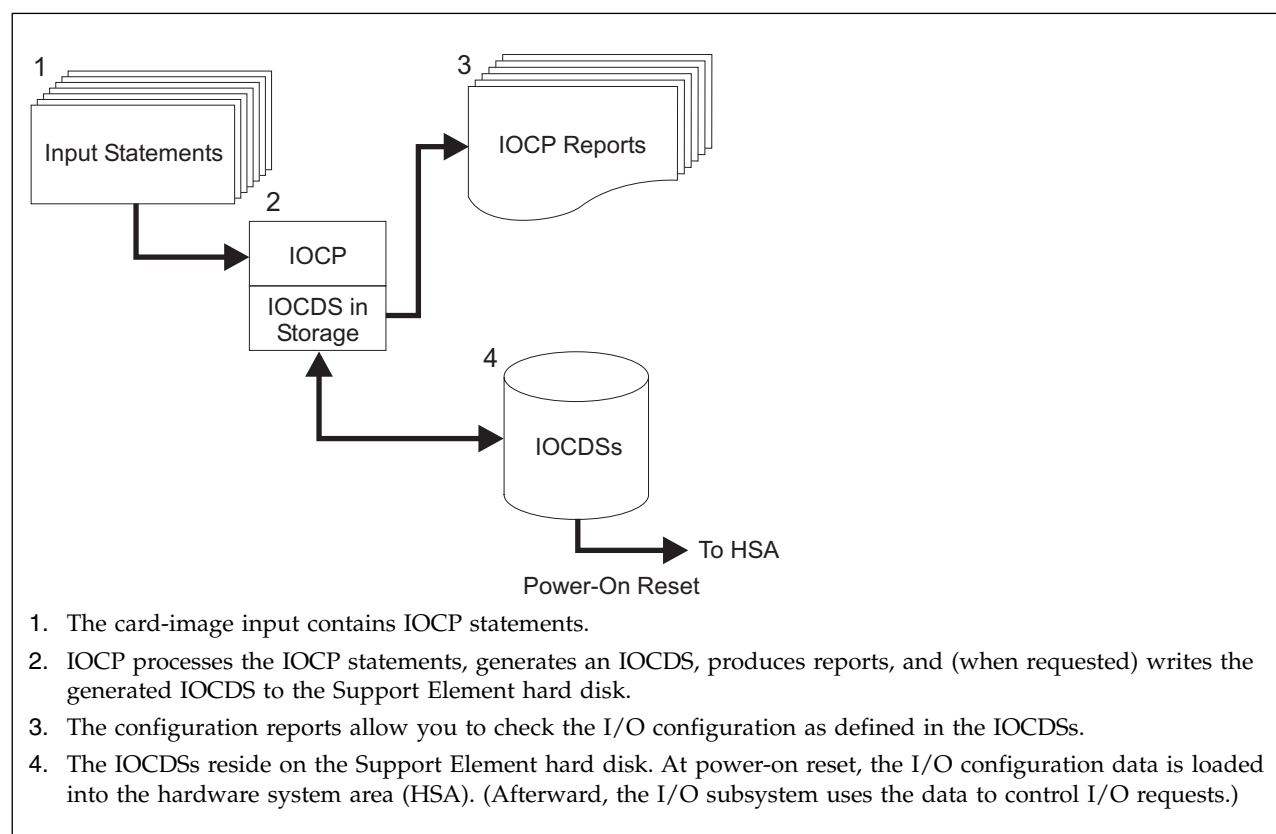 1
Input Statements
2
IOCP
IOCDS in
Storage
3
IOCP Reports
4
IOCDSs
To HSA
Power-On Reset
1. The card-image input contains IOCP statements.
2. IOCP processes the IOCP statements, generates an IOCDS, produces reports, and (when requested) writes the
generated IOCDS to the Support Element hard disk.
3. The configuration reports allow you to check the I/O configuration as defined in the IOCDSs.
4. The IOCDSs reside on the Support Element hard disk. At power-on reset, the I/O configuration data is loaded
into the hardware system area (HSA). (Afterward, the I/O subsystem uses the data to control I/O requests.)